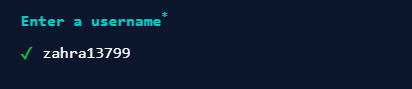 Enter a username*
✓ zahra13799